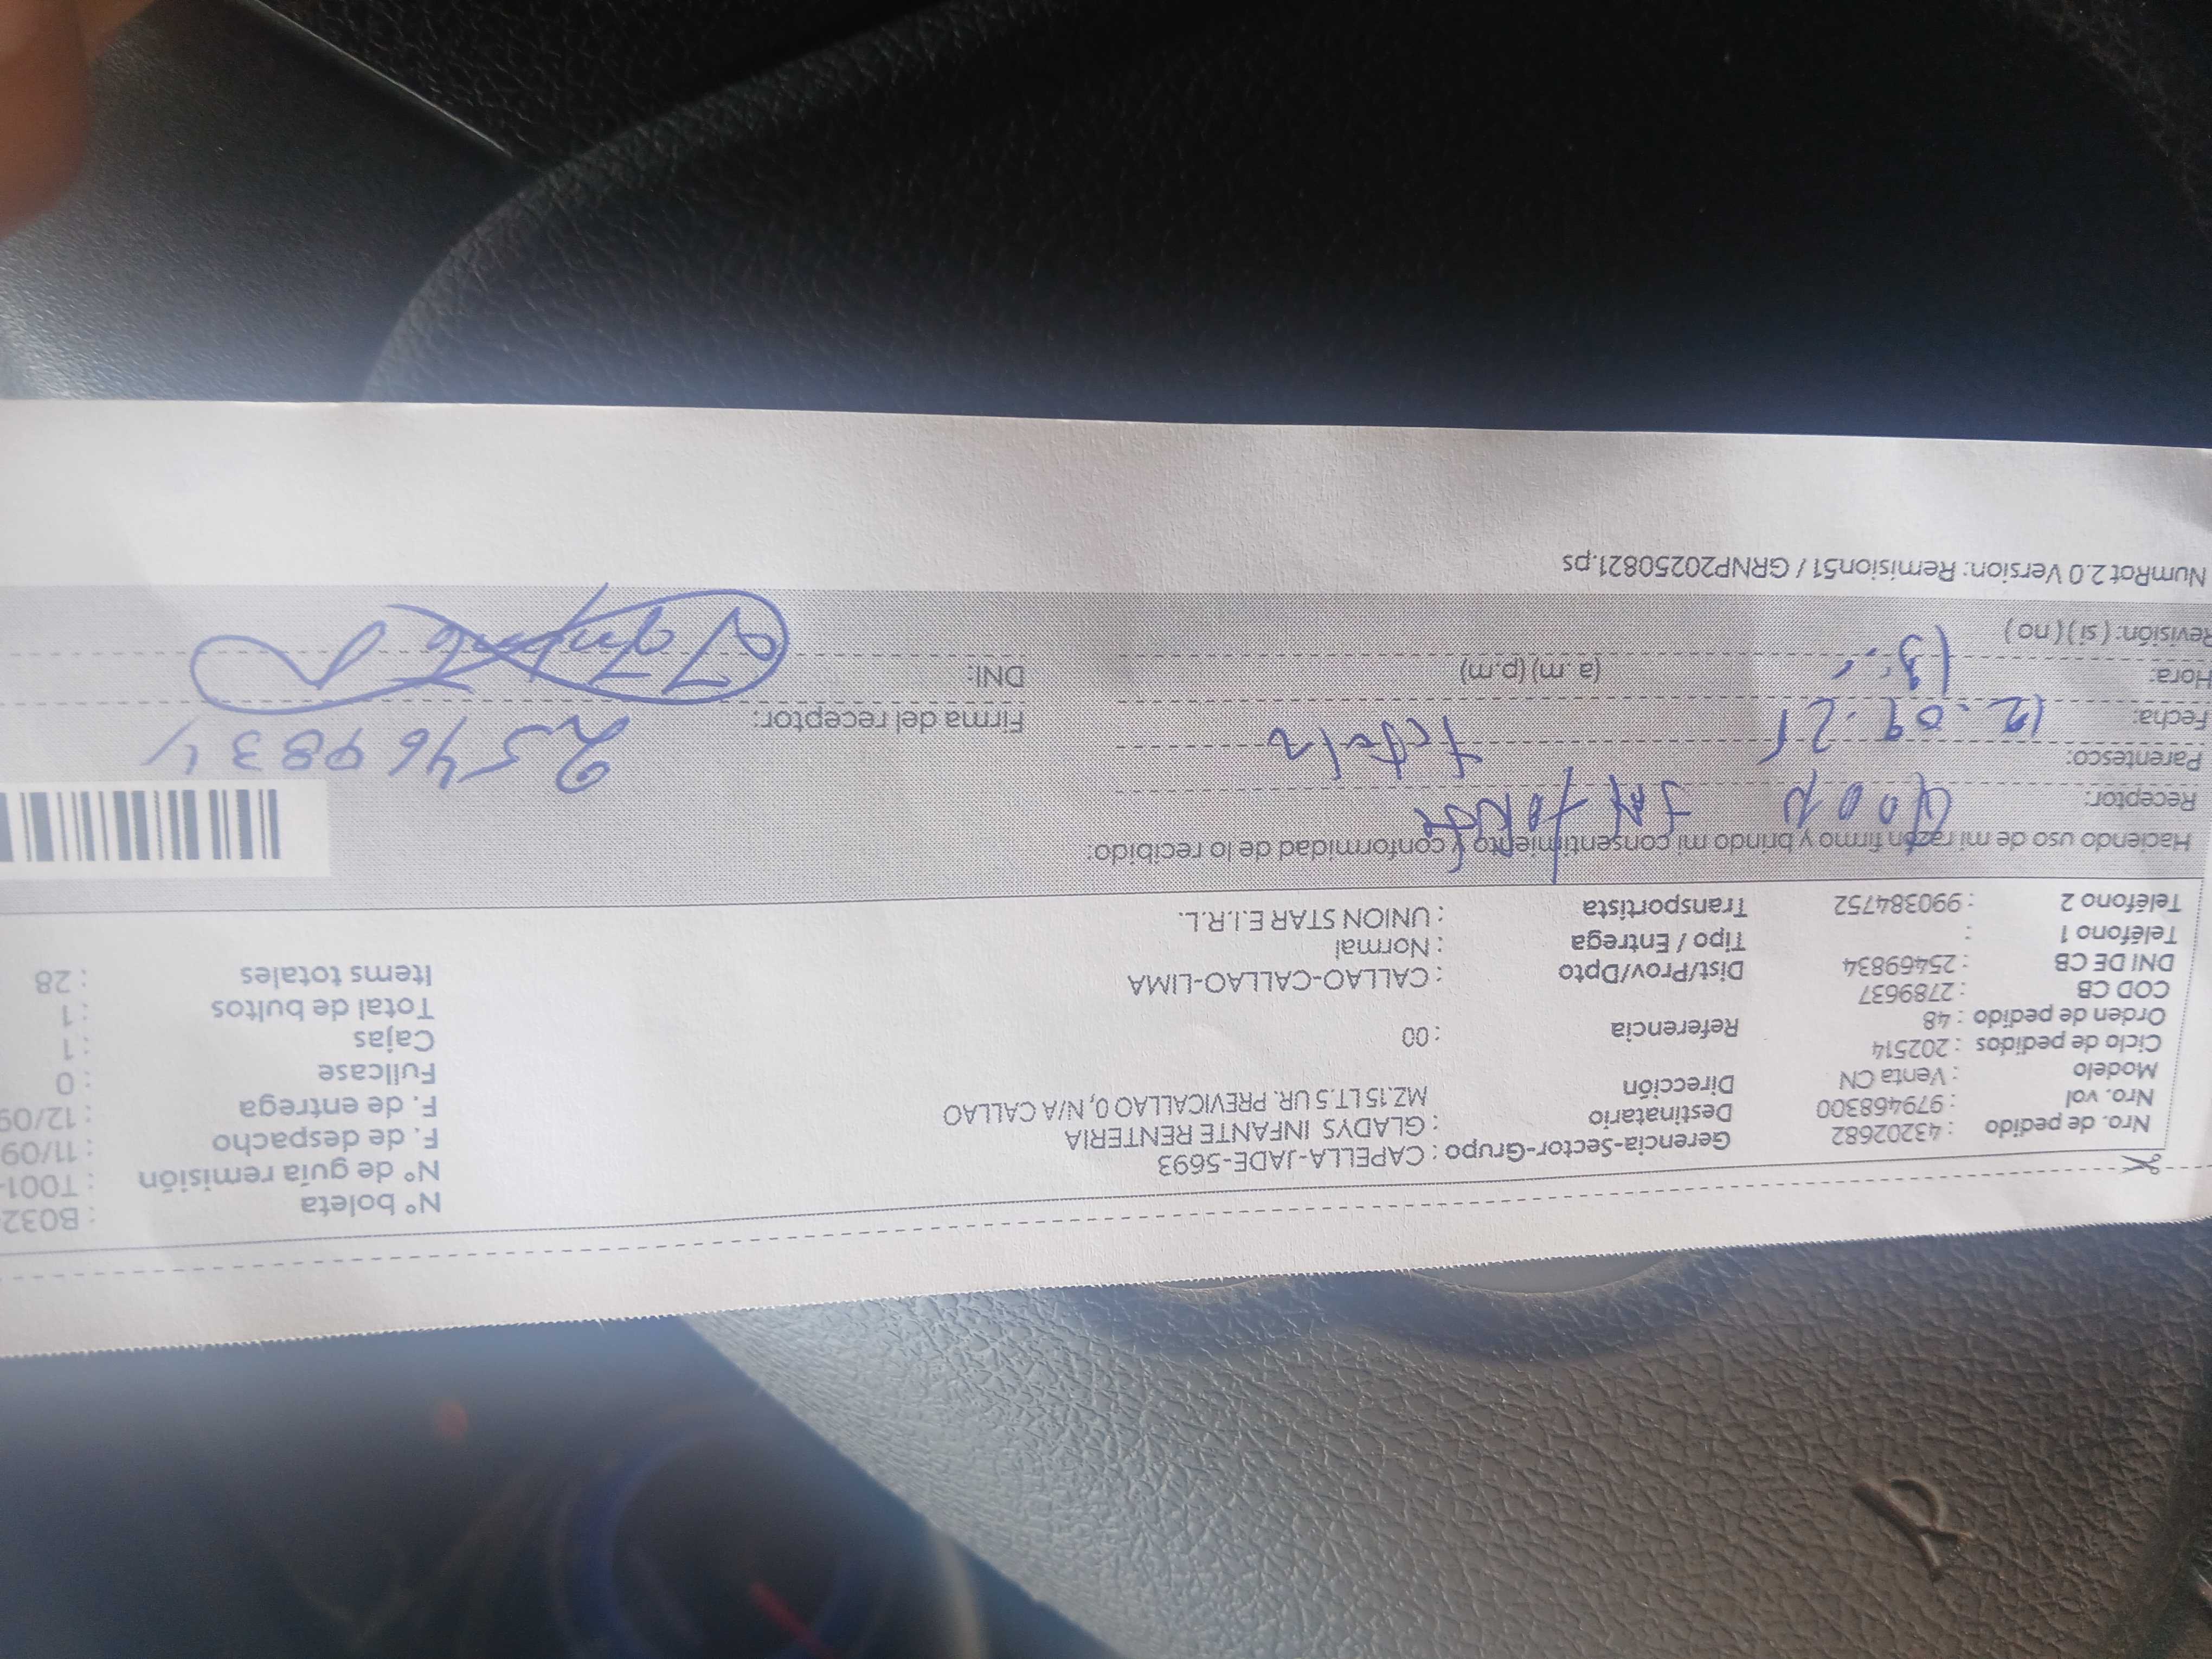 Gerencia-Sector-Grupo : CAPELLA-JADE-5693
Nro. de pedido : 43202682
Destinatario : GLADYS INFANTE RENTERIA
Nro. vol : 979468300
Dirección MZ.15 LT.5 UR. PREVICALLAO 0, N/A CALLAO
Modelo : Venta CN
Ciclo de pedidos : 202514
Referencia : 00
Orden de pedido : 48
COD CB : 2789637
Dist/Prov/Dpto : CALLAO-CALLAO-LIMA
DNI DE CB : 25469834
Tipo / Entrega : Normal
Teléfono 1 :
Transportista : UNION STAR E.I.R.L.
Teléfono 2 : 990384752
N° boleta : B032
N° de guía remisión : T001-
F. de despacho : 11/09
F. de entrega : 12/09
Fullcase : 0
Cajas : 1
Total de bultos : 1
Items totales : 28
Haciendo uso de mi razón firmo y brindo mi consentimiento y conformidad de lo recibido:
Receptor:
Parentesco:
Fecha: 12.09.25
Hora: (a.m) (p.m)
Revisión: ( si ) ( no )
25469834
Firma del receptor:
DNI:
NumRot 2.0 Version: Remision51 / GRNP20250821.ps